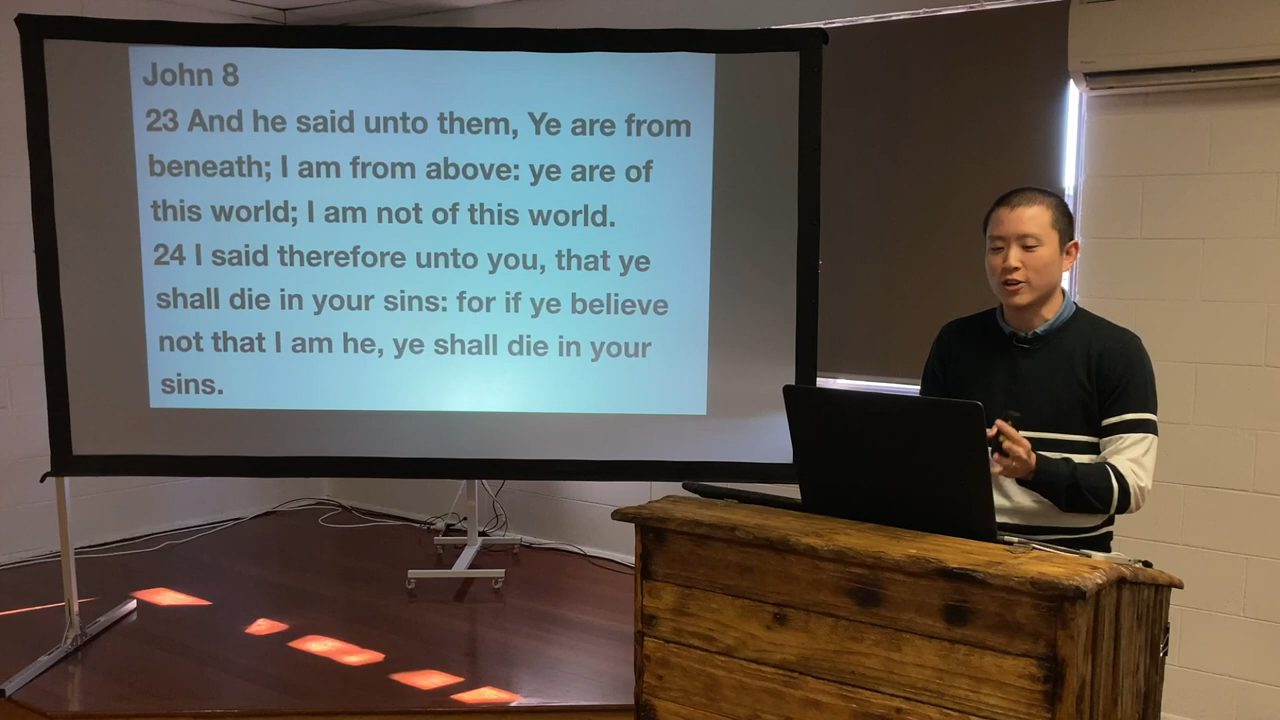 John 8
23 And he said unto them, Ye are from
beneath; I am from above: ye are of
this world; I am not of this world.
24 I said therefore unto you, that ye
shall die in your sins: for if ye believe
not that I am he, ye shall die in your
sins.